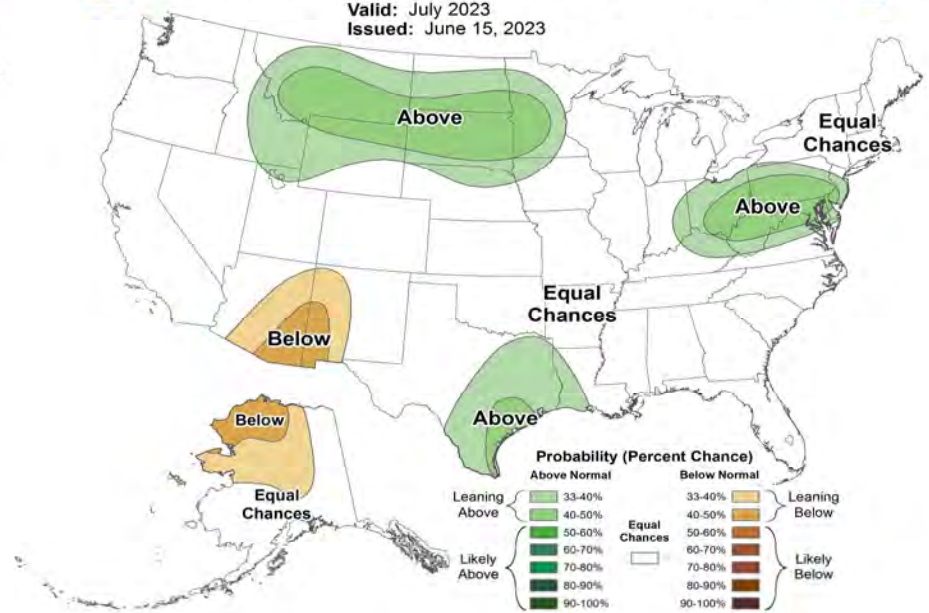 Valid: July 2023
Issued: June 15, 2023
Above
Equal
Chances
Above
Equal
Chances
Below
Above
Below
Equal
Chances
Probability (Percent Chance)
Above Normal
Below Normal
Leaning
Above
33-40%
40-50%
Likely
Above
50-60%
60-70%
70-80%
80-90%
90-100%
Equal
Chances
33-40%
40-50%
Leaning
Below
50-60%
60-70%
70-80%
80-90%
90-100%
Likely
Below